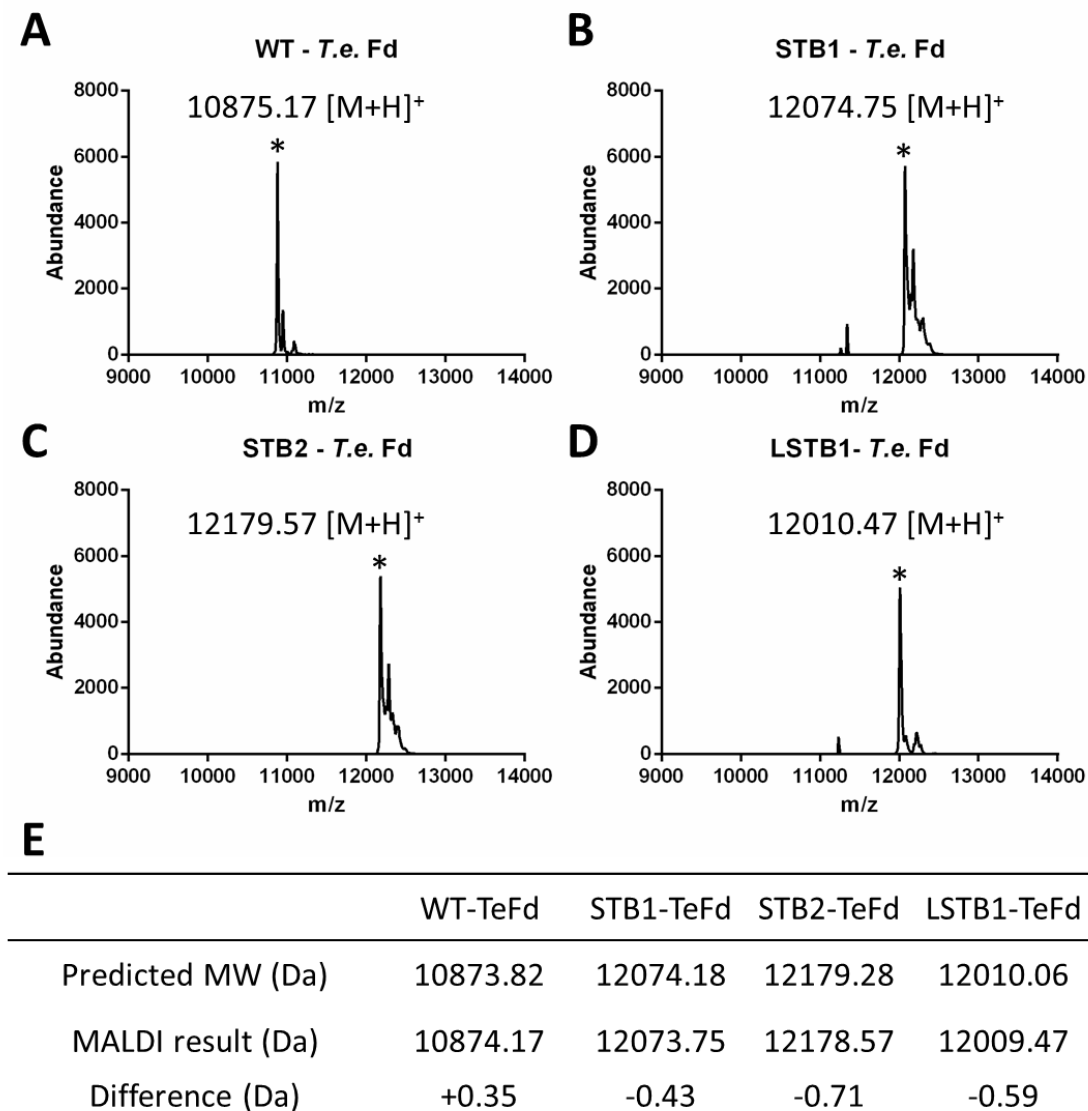 A
WT - T.e. Fd
10875.17 [M+H]+
*
8000
6000
4000
2000
0
Abundance
9000 10000 11000 12000 13000 14000
m/z
B
STB1 - T.e. Fd
12074.75 [M+H]+
*
8000
6000
4000
2000
0
Abundance
9000 10000 11000 12000 13000 14000
m/z
C
STB2 - T.e. Fd
12179.57 [M+H]+
*
8000
6000
4000
2000
0
Abundance
9000 10000 11000 12000 13000 14000
m/z
D
LSTB1- T.e. Fd
12010.47 [M+H]+
*
8000
6000
4000
2000
0
Abundance
9000 10000 11000 12000 13000 14000
m/z
E
WT-TeFd STB1-TeFd STB2-TeFd LSTB1-TeFd
Predicted MW (Da) 10873.82 12074.18 12179.28 12010.06
MALDI result (Da) 10874.17 12073.75 12178.57 12009.47
Difference (Da) +0.35 -0.43 -0.71 -0.59